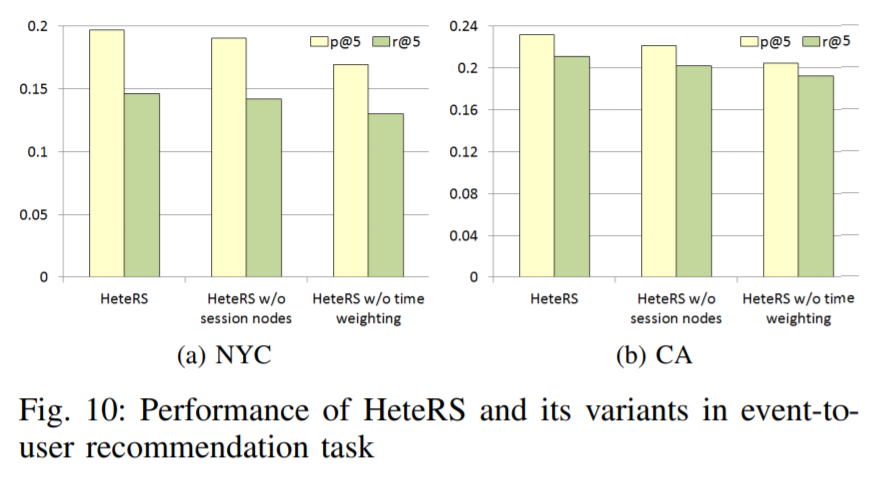 0.2
0.15
0.1
0.05
0
p@5 r@5
HeteRS
HeteRS w/o
session nodes
HeteRS w/o time
weighting
(a) NYC
0.24
0.2
0.16
0.12
0.08
0.04
0
p@5 r@5
HeteRS
HeteRS w/o
session nodes
HeteRS w/o time
weighting
(b) CA
Fig. 10: Performance of HeteRS and its variants in event-to-
user recommendation task